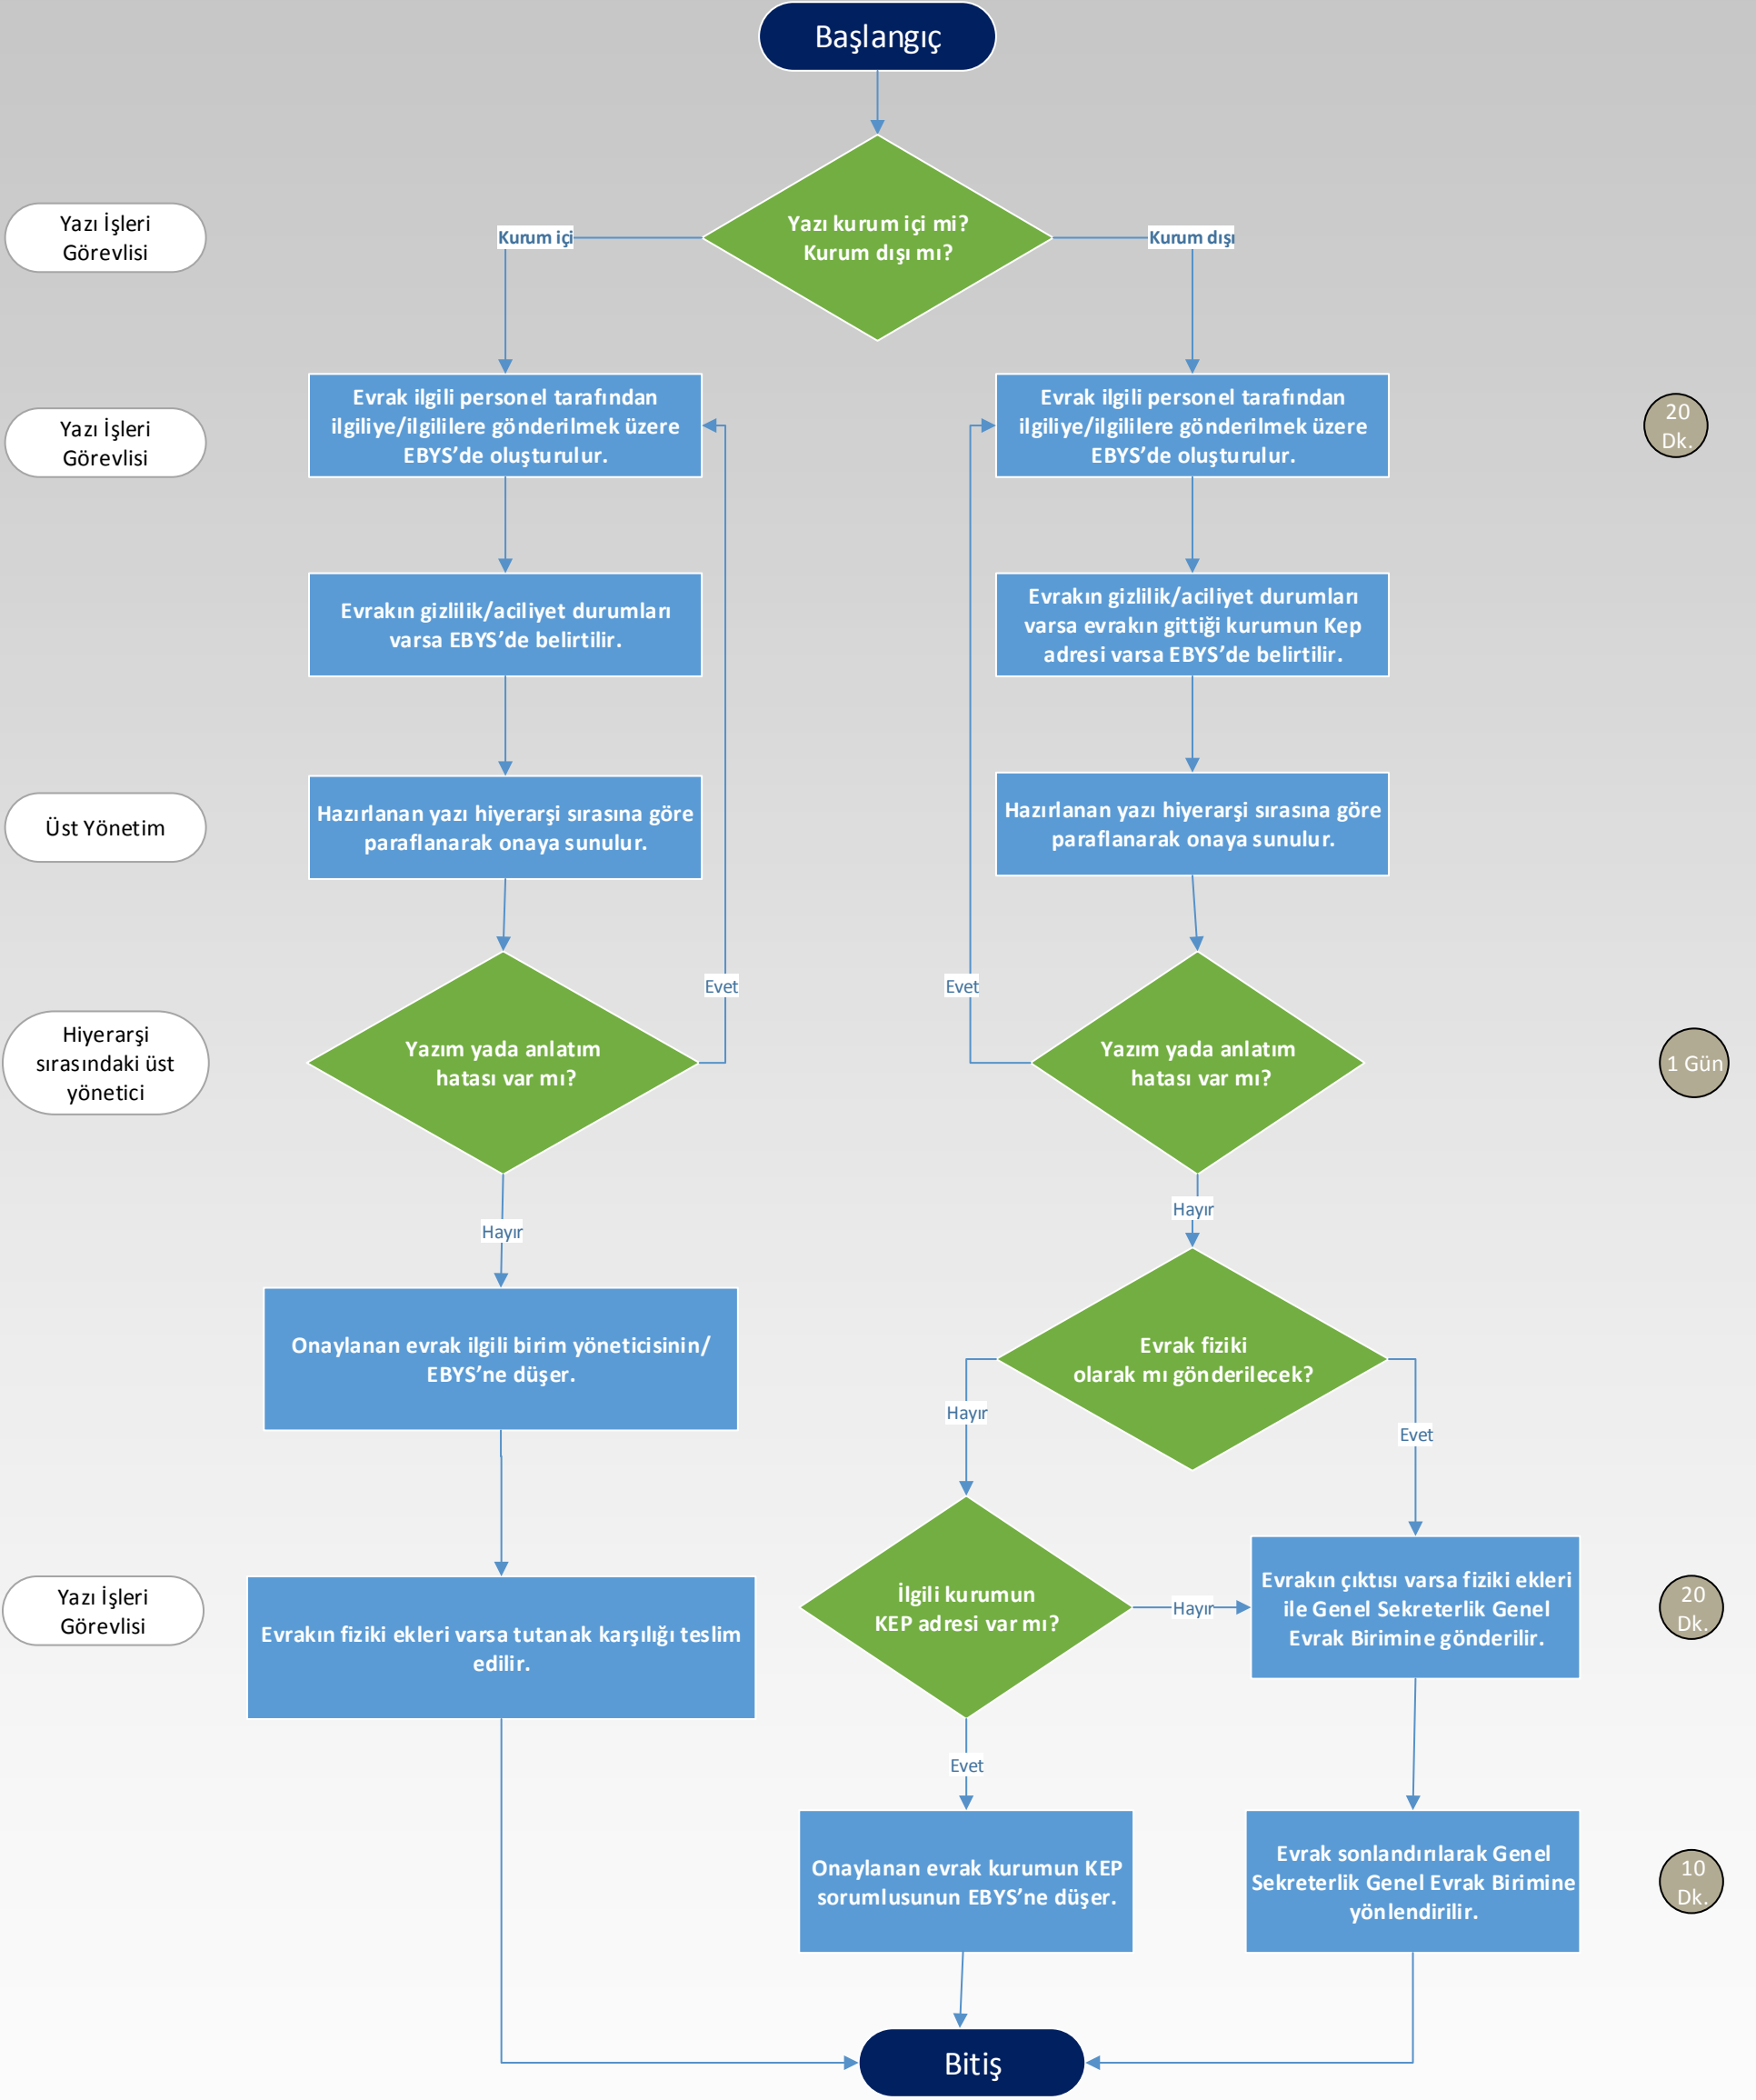 Başlangıç
Yazı İşleri
Görevlisi
Yazı kurum içi mi?
Kurum dışı mı?
Kurum içi
Kurum dışı
Yazı İşleri
Görevlisi
Evrak ilgili personel tarafından
ilgiliye/ilgililere gönderilmek üzere
EBYS’de oluşturulur.
Evrak ilgili personel tarafından
ilgiliye/ilgililere gönderilmek üzere
EBYS’de oluşturulur.
20
Dk.
Evrakın gizlilik/aciliyet durumları
varsa EBYS’de belirtilir.
Evrakın gizlilik/aciliyet durumları
varsa evrakın gittiği kurumun Kep
adresi varsa EBYS’de belirtilir.
Üst Yönetim
Hazırlanan yazı hiyerarşi sırasına göre
paraflanarak onaya sunulur.
Hazırlanan yazı hiyerarşi sırasına göre
paraflanarak onaya sunulur.
Evet
Evet
Hiyerarşi
sırasındaki üst
yönetici
Yazım yada anlatım
hatası var mı?
Yazım yada anlatım
hatası var mı?
1 Gün
Hayır
Hayır
Onaylanan evrak ilgili birim yöneticisinin/
EBYS’ne düşer.
Evrak fiziki
olarak mı gönderilecek?
Hayır
Evet
Yazı İşleri
Görevlisi
Evrakın fiziki ekleri varsa tutanak karşılığı teslim
edilir.
İlgili kurumun
KEP adresi var mı?
Hayır
Evrakın çıktısı varsa fiziki ekleri
ile Genel Sekreterlik Genel
Evrak Birimine gönderilir.
20
Dk.
Evet
Onaylanan evrak kurumun KEP
sorumlusunun EBYS’ne düşer.
Evrak sonlandırılarak Genel
Sekreterlik Genel Evrak Birimine
yönlendirilir.
10
Dk.
Bitiş